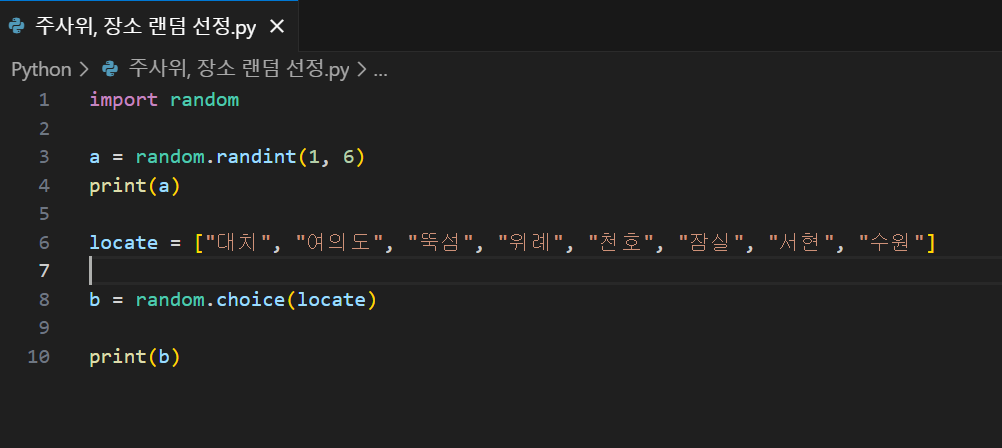 주사위, 장소 랜덤 선정.py ×
Python > 주사위, 장소 랜덤 선정.py > ...
1 import random
2
3 a = random.randint(1, 6)
4 print(a)
5
6 locate = ["대치", "여의도", "뚝섬", "위례", "천호", "잠실", "서현", "수원"]
7
8 b = random.choice(locate)
9
10 print(b)